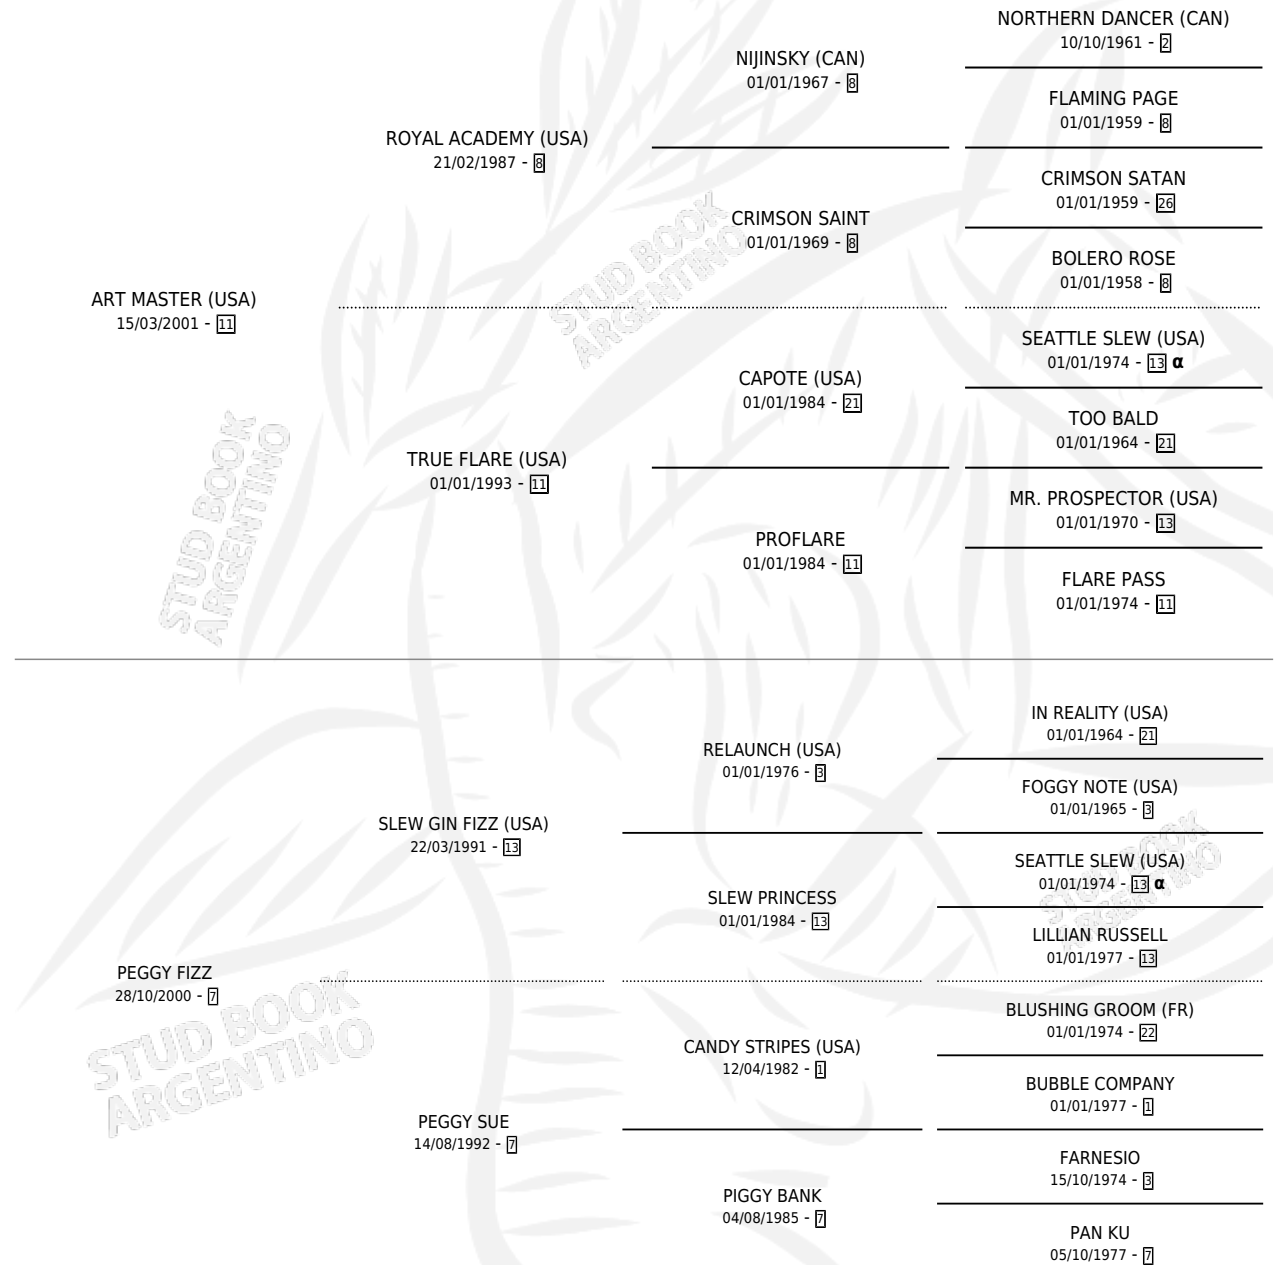 NORTHERN DANCER (CAN)
10/10/1961 - 2
NIJINSKY (CAN)
01/01/1967 - 8
FLAMING PAGE
01/01/1959 - 8
ROYAL ACADEMY (USA)
21/02/1987 - 8
CRIMSON SATAN
01/01/1959 - 26
CRIMSON SAINT
01/01/1969 - 8
BOLERO ROSE
01/01/1958 - 8
ART MASTER (USA)
15/03/2001 - 11
SEATTLE SLEW (USA)
01/01/1974 - 13 α
CAPOTE (USA)
01/01/1984 - 21
TOO BALD
01/01/1964 - 21
TRUE FLARE (USA)
01/01/1993 - 11
MR. PROSPECTOR (USA)
01/01/1970 - 13
PROFLARE
01/01/1984 - 11
FLARE PASS
01/01/1974 - 11
IN REALITY (USA)
01/01/1964 - 21
RELAUNCH (USA)
01/01/1976 - 3
FOGGY NOTE (USA)
01/01/1965 - 3
SLEW GIN FIZZ (USA)
22/03/1991 - 13
SEATTLE SLEW (USA)
01/01/1974 - 13 α
SLEW PRINCESS
01/01/1984 - 13
LILLIAN RUSSELL
01/01/1977 - 13
PEGGY FIZZ
28/10/2000 - 7
BLUSHING GROOM (FR)
01/01/1974 - 22
CANDY STRIPES (USA)
12/04/1982 - 1
BUBBLE COMPANY
01/01/1977 - 1
PEGGY SUE
14/08/1992 - 7
FARNESIO
15/10/1974 - 3
PIGGY BANK
04/08/1985 - 7
PAN KU
05/10/1977 - 7
STUD BOOK
ARGENTINO
STUD BOOK
ARGENTINO
STUD BOOK
ARGENTINO
STUD BOOK
ARGENTINO